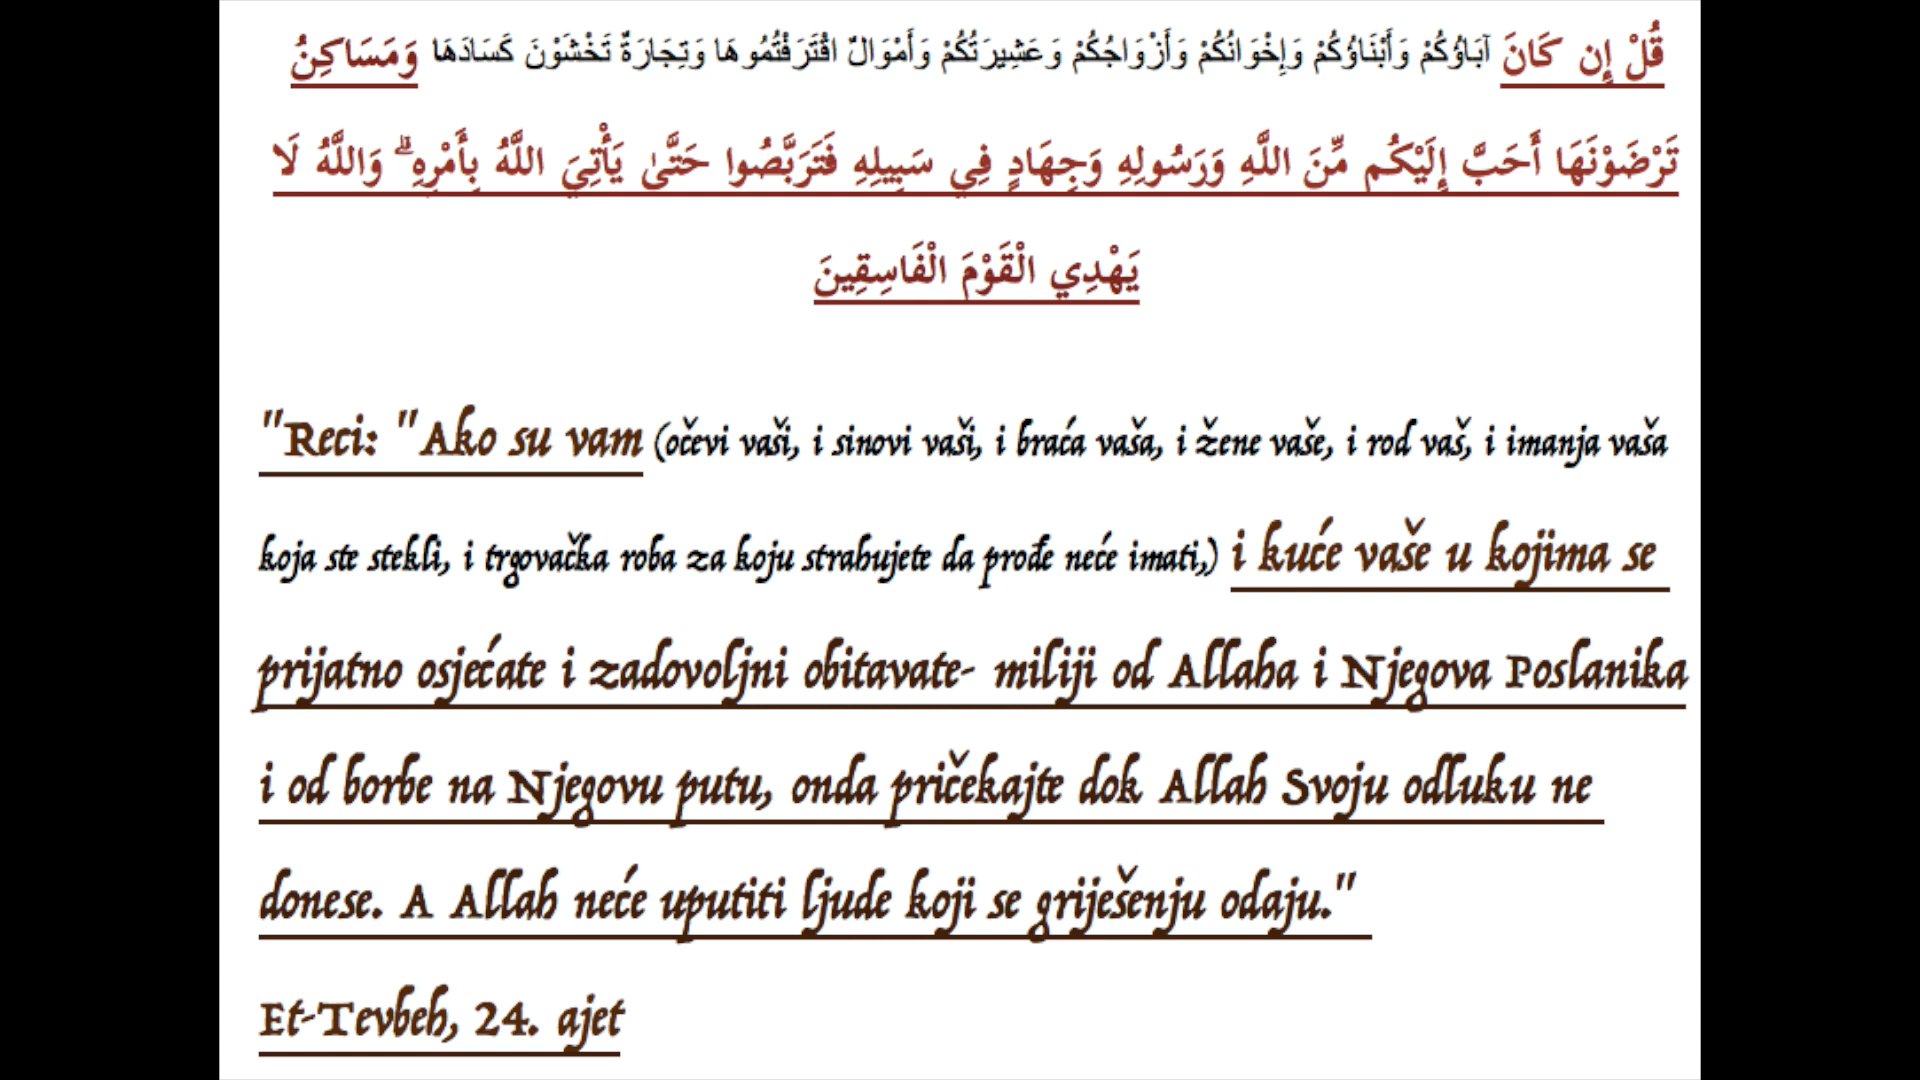 قُلْ إِن كَانَ آبَاؤُكُمْ وَأَبْنَاؤُكُمْ وَإِخْوَانُكُمْ وَأَزْوَاجُكُمْ وَعَشِيرَتُكُمْ وَأَمْوَالٌ اقْتَرَفْتُمُوهَا وَتِجَارَةٌ تَخْشَوْنَ كَسَادَهَا وَمَسَاكِنُ
تَرْضَوْنَهَا أَحَبَّ إِلَيْكُم مِّنَ اللَّهِ وَرَسُولِهِ وَجِهَادٍ فِي سَبِيلِهِ فَتَرَبَّصُوا حَتَّىٰ يَأْتِيَ اللَّهُ بِأَمْرِهِ ۗ وَاللَّهُ لَا
يَهْدِي الْقَوْمَ الْفَاسِقِينَ
"Reci: "Ako su vam (očevi vaši, i sinovi vaši, i braća vaša, i žene vaše, i rod vaš, i imanja vaša
koja ste stekli, i trgovačka roba za koju strahujete da prođe neće imati,) i kuće vaše u kojima se
prijatno osjećate i zadovoljni obitavate- miliji od Allaha i Njegova Poslanika
i od borbe na Njegovu putu, onda pričekajte dok Allah Svoju odluku ne
donese. A Allah neće uputiti ljude koji se griješenju odaju."
Et-Tevbeh, 24. ajet